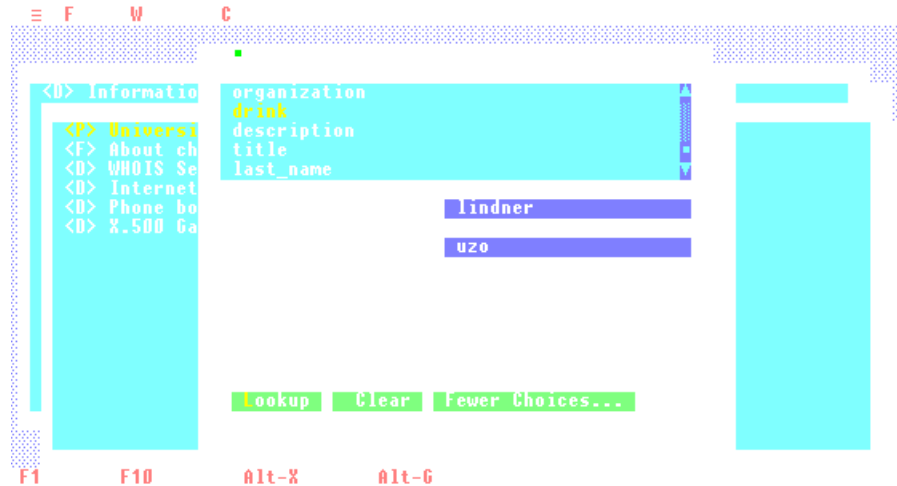 ≡ F W C
<D> Informatio
organization
drink
<P> Universi
description
<F> About ch
title
<D> WHOIS Se
last_name
<D> Internet
<D> Phone bo
lindner
<D> X.500 Ga
uzo
Lookup Clear Fewer Choices...
F1 F10 Alt-X Alt-G